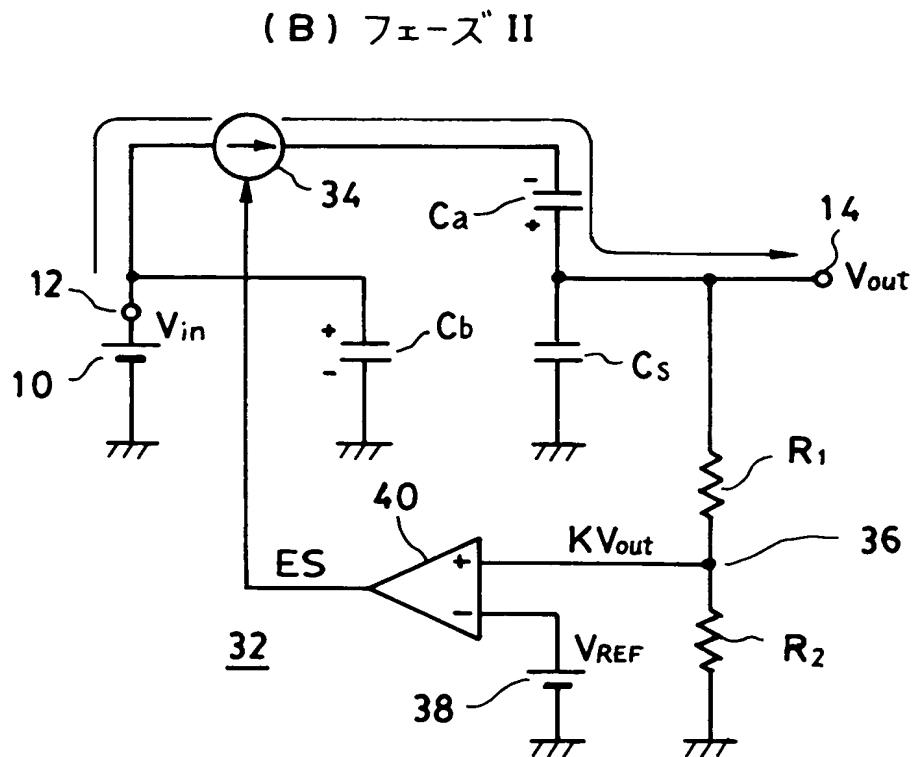 (B) フェーズ II
34
-
Ca
+
14
Vout
12
Vin
10
+
-
Cb
Cs
R1
40
KVout
36
ES
+
-
32
VREF
38
R2